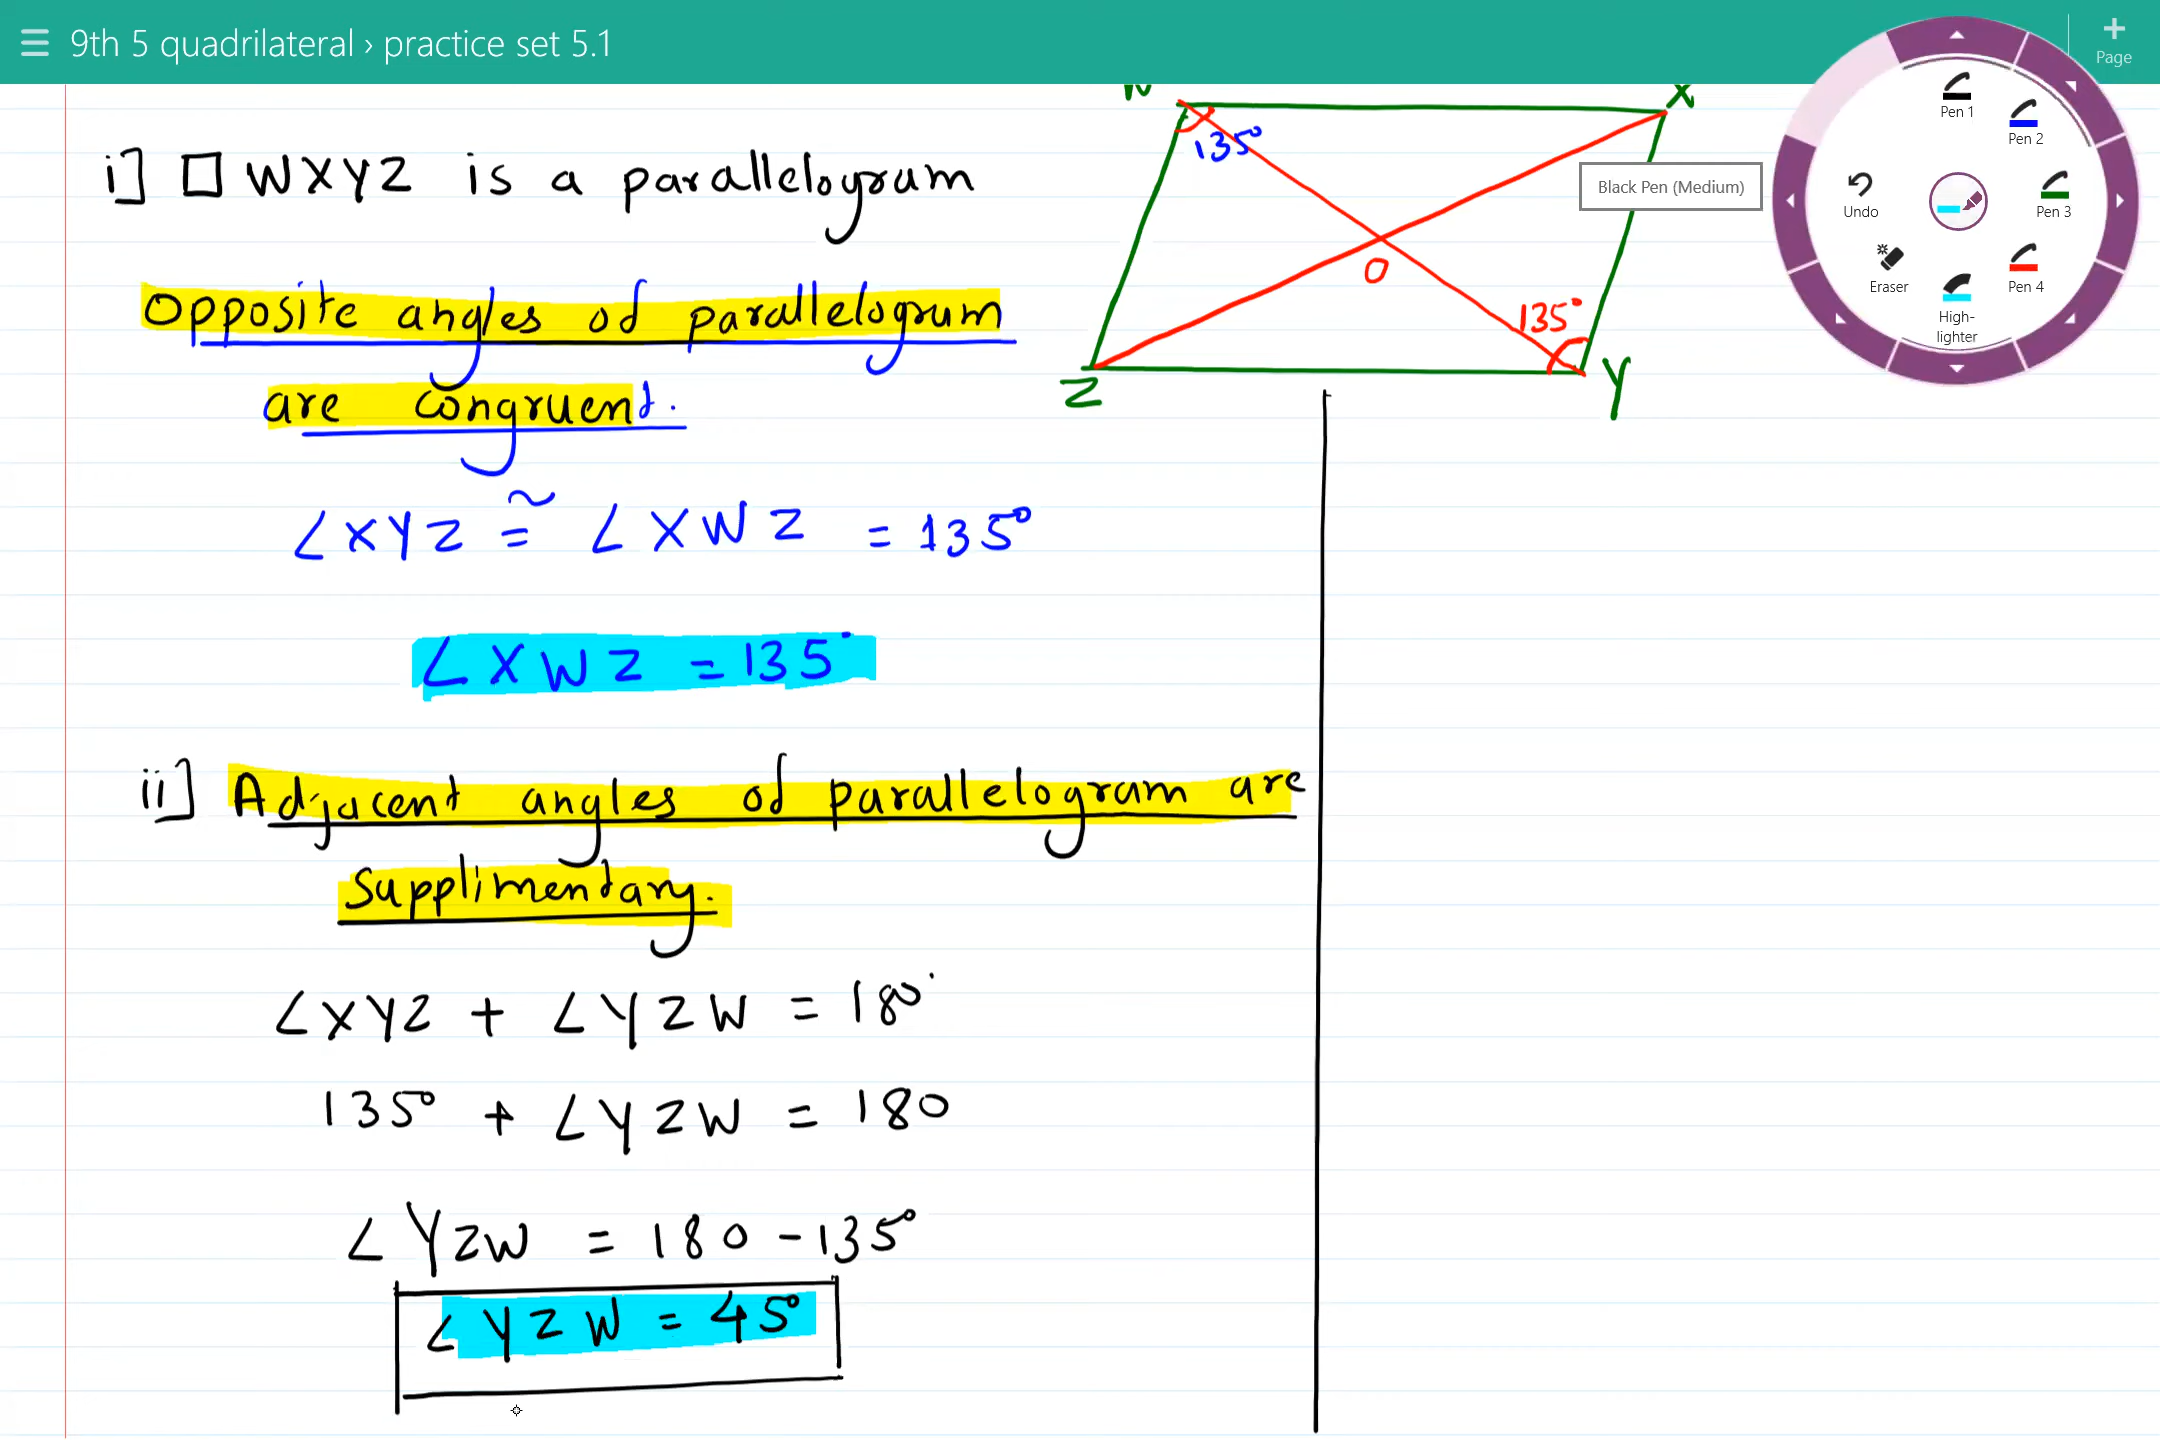 9th 5 quadrilateral › practice set 5.1
Page
Pen 1
Pen 2
Undo
Pen 3
Eraser
Pen 4
High-
lighter
Black Pen (Medium)
W X
135°
O
135°
Z Y
i] □ WXYZ is a parallelogram
Opposite angles of parallelogram
are congruent.
∠XYZ ≅ ∠XWZ = 135°
∠XWZ = 135°
ii] Adjacent angles of parallelogram are
Supplimendary.
∠XYZ + ∠YZW = 180°
135° + ∠YZW = 180
∠YZW = 180 - 135°
∠YZW = 45°